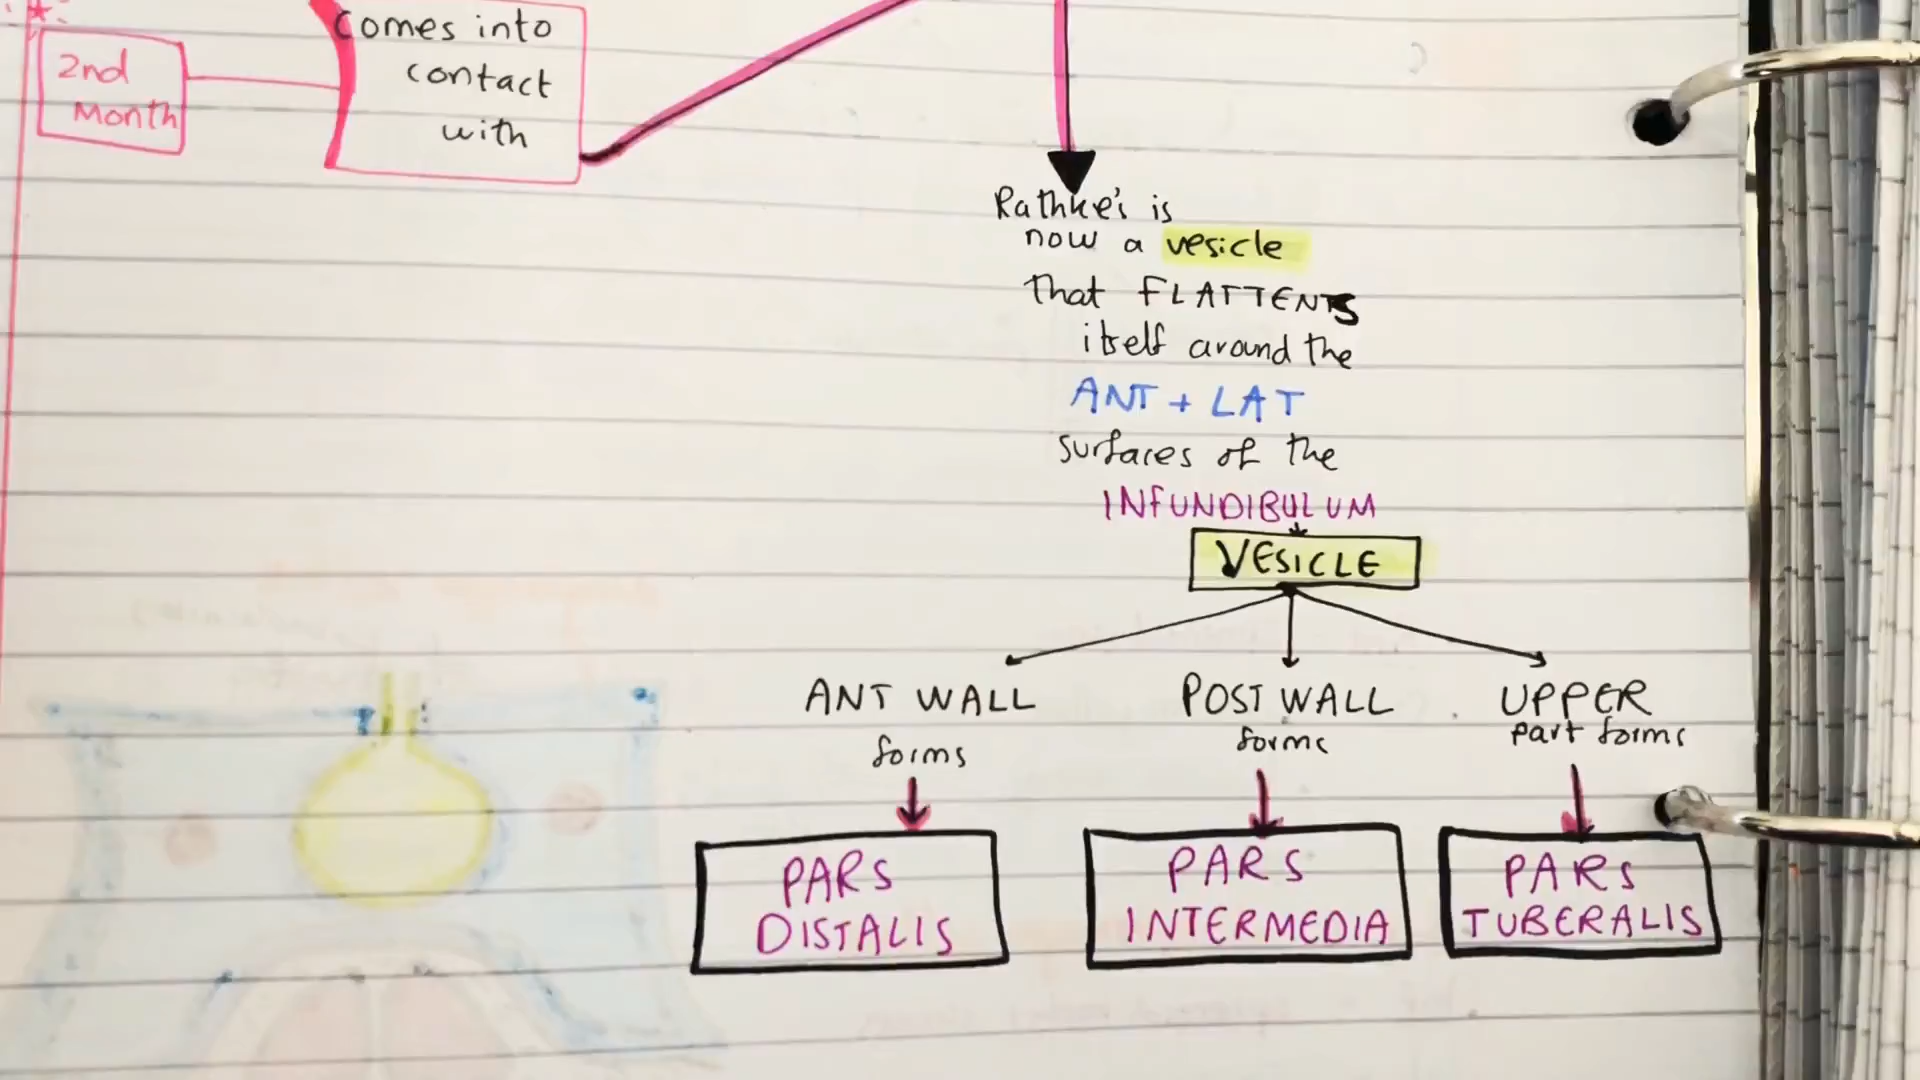 2nd
Month
Comes into
contact
with
Rathke's is
now a vesicle
that FLATTENS
itself around the
ANT + LAT
surfaces of the
INFUNDIBULUM
VESICLE
ANT WALL
forms
PARS
DISTALIS
POST WALL
forms
PARS
INTERMEDIA
UPPER
part forms
PARS
TUBERALIS